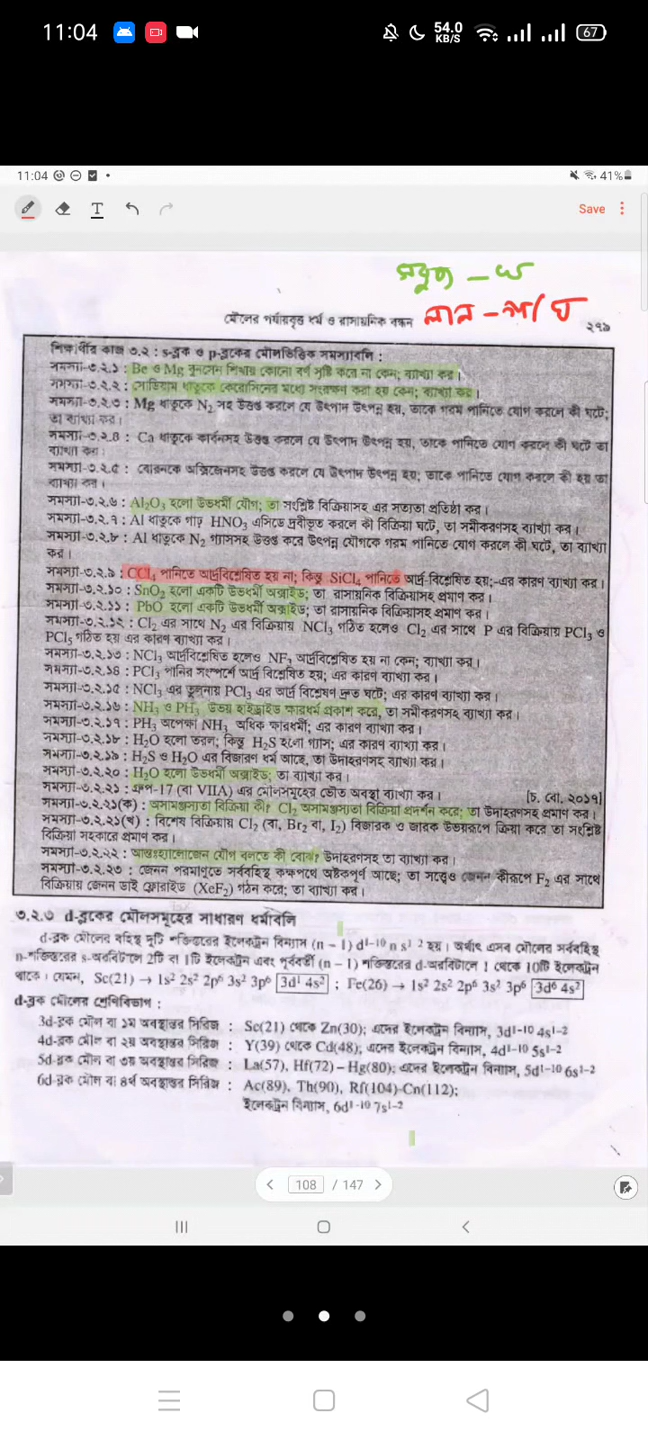 11:04
54.0 KB/S
67
11:04
41%
T
Save
সবুজ - খ
লাল - গ/ঘ
মৌলের পর্যায়বৃত্ত ধর্ম ও রাসায়নিক বন্ধন
২৭৯
শিক্ষার্থীর কাজ ৩.২ : s-ব্লক ও p-ব্লকের মৌলভিত্তিক সমস্যাবলি :
সমস্যা-৩.২.১ : Be ও Mg বুনসেন শিখায় কোনো বর্ণ সৃষ্টি করে না কেন; ব্যাখ্যা কর।
সমস্যা-৩.২.২ : সোডিয়াম ধাতুকে কেরোসিনের মধ্যে সংরক্ষণ করা হয় কেন; ব্যাখ্যা কর।
সমস্যা-৩.২.৩ : Mg ধাতুকে N₂ সহ উত্তপ্ত করলে যে উৎপাদ উৎপন্ন হয়, তাকে গরম পানিতে যোগ করলে কী ঘটে;
তা ব্যাখ্যা কর।
সমস্যা-৩.২.৪ : Ca ধাতুকে কার্বনসহ উত্তপ্ত করলে যে উৎপাদ উৎপন্ন হয়, তাকে পানিতে যোগ করলে কী ঘটে তা
ব্যাখ্যা কর।
সমস্যা-৩.২.৫ : বোরনকে অক্সিজেনসহ উত্তপ্ত করলে যে উৎপাদ উৎপন্ন হয়; তাকে পানিতে যোগ করলে কী হয় তা
ব্যাখ্যা কর।
সমস্যা-৩.২.৬ : Al₂O₃ হলো উভধর্মী যৌগ; তা সংশ্লিষ্ট বিক্রিয়াসহ এর সত্যতা প্রতিষ্ঠা কর।
সমস্যা-৩.২.৭ : Al ধাতুকে গাঢ় HNO₃ এসিডে দ্রবীভূত করলে কী বিক্রিয়া ঘটে, তা সমীকরণসহ ব্যাখ্যা কর।
সমস্যা-৩.২.৮ : Al ধাতুকে N₂ গ্যাসসহ উত্তপ্ত করে উৎপন্ন যৌগকে গরম পানিতে যোগ করলে কী ঘটে, তা ব্যাখ্যা
কর।
সমস্যা-৩.২.৯ : CCl₄ পানিতে আর্দ্রবিশ্লেষিত হয় না; কিন্তু SiCl₄ পানিতে আর্দ্র-বিশ্লেষিত হয়;-এর কারণ ব্যাখ্যা কর।
সমস্যা-৩.২.১০ : SnO₂ হলো একটি উভধর্মী অক্সাইড; তা রাসায়নিক বিক্রিয়াসহ প্রমাণ কর।
সমস্যা-৩.২.১১ : PbO হলো একটি উভধর্মী অক্সাইড; তা রাসায়নিক বিক্রিয়াসহ প্রমাণ কর।
সমস্যা-৩.২.১২ : Cl₂ এর সাথে N₂ এর বিক্রিয়ায় NCl₃ গঠিত হলেও Cl₂ এর সাথে P এর বিক্রিয়ায় PCl₃ ও
PCl₅ গঠিত হয় এর কারণ ব্যাখ্যা কর।
সমস্যা-৩.২.১৩ : NCl₃ আর্দ্রবিশ্লেষিত হলেও NF₃ আর্দ্রবিশ্লেষিত হয় না কেন; ব্যাখ্যা কর।
সমস্যা-৩.২.১৪ : PCl₃ পানির সংস্পর্শে আর্দ্র বিশ্লেষিত হয়; এর কারণ ব্যাখ্যা কর।
সমস্যা-৩.২.১৫ : NCl₃ এর তুলনায় PCl₃ এর আর্দ্র বিশ্লেষণ দ্রুত ঘটে; এর কারণ ব্যাখ্যা কর।
সমস্যা-৩.২.১৬ : NH₃ ও PH₃ উভয় হাইড্রাইড ক্ষারধর্ম প্রকাশ করে, তা সমীকরণসহ ব্যাখ্যা কর।
সমস্যা-৩.২.১৭ : PH₃ অপেক্ষা NH₃ অধিক ক্ষারধর্মী; এর কারণ ব্যাখ্যা কর।
সমস্যা-৩.২.১৮ : H₂O হলো তরল; কিন্তু H₂S হলো গ্যাস; এর কারণ ব্যাখ্যা কর।
সমস্যা-৩.২.১৯ : H₂S ও H₂O এর বিজারণ ধর্ম আছে, তা উদাহরণসহ ব্যাখ্যা কর।
সমস্যা-৩.২.২০ : H₂O হলো উভধর্মী অক্সাইড; তা ব্যাখ্যা কর।
সমস্যা-৩.২.২১ : গ্রুপ-17 (বা VIIA) এর মৌলসমূহের ভৌত অবস্থা ব্যাখ্যা কর। [চ. বো. ২০১৭]
সমস্যা-৩.২.২১(ক) : অসামঞ্জস্যতা বিক্রিয়া কী? Cl₂ অসামঞ্জস্যতা বিক্রিয়া প্রদর্শন করে; তা উদাহরণসহ প্রমাণ কর।
সমস্যা-৩.২.২১(খ) : বিশেষ বিক্রিয়ায় Cl₂ (বা, Br₂ বা, I₂) বিজারক ও জারক উভয়রূপে ক্রিয়া করে তা সংশ্লিষ্ট
বিক্রিয়া সহকারে প্রমাণ কর।
সমস্যা-৩.২.২২ : আন্তঃহ্যালোজেন যৌগ বলতে কী বোঝ? উদাহরণসহ তা ব্যাখ্যা কর।
সমস্যা-৩.২.২৩ : জেনন পরমাণুতে সর্ববহিস্থ কক্ষপথে অষ্টকপূর্ণ আছে; তা সত্ত্বেও জেনন কীরূপে F₂ এর সাথে
বিক্রিয়ায় জেনন ডাই ফ্লোরাইড (XeF₂) গঠন করে; তা ব্যাখ্যা কর।
৩.২.৩ d-ব্লকের মৌলসমূহের সাধারণ ধর্মাবলি
d-ব্লক মৌলের বহিস্থ দুটি শক্তিস্তরের ইলেকট্রন বিন্যাস (n – 1) d¹⁻¹⁰ n s¹⁻² হয়। অর্থাৎ এসব মৌলের সর্ববহিস্থ
n-শক্তিস্তরের s-অরবিটালে 2টি বা 1টি ইলেকট্রন এবং পূর্ববর্তী (n – 1) শক্তিস্তরের d-অরবিটালে 1 থেকে 10টি ইলেকট্রন
থাকে। যেমন, Sc(21) → 1s² 2s² 2p⁶ 3s² 3p⁶ 3d¹ 4s² ; Fe(26) → 1s² 2s² 2p⁶ 3s² 3p⁶ 3d⁶ 4s²
d-ব্লক মৌলের শ্রেণিবিভাগ :
3d-ব্লক মৌল বা ১ম অবস্থান্তর সিরিজ : Sc(21) থেকে Zn(30); এদের ইলেকট্রন বিন্যাস, 3d¹⁻¹⁰ 4s¹⁻²
4d-ব্লক মৌল বা ২য় অবস্থান্তর সিরিজ : Y(39) থেকে Cd(48); এদের ইলেকট্রন বিন্যাস, 4d¹⁻¹⁰ 5s¹⁻²
5d-ব্লক মৌল বা ৩য় অবস্থান্তর সিরিজ : La(57), Hf(72) – Hg(80); এদের ইলেকট্রন বিন্যাস, 5d¹⁻¹⁰ 6s¹⁻²
6d-ব্লক মৌল বা ৪র্থ অবস্থান্তর সিরিজ : Ac(89), Th(90), Rf(104)-Cn(112);
ইলেকট্রন বিন্যাস, 6d¹⁻¹⁰ 7s¹⁻²
108 / 147